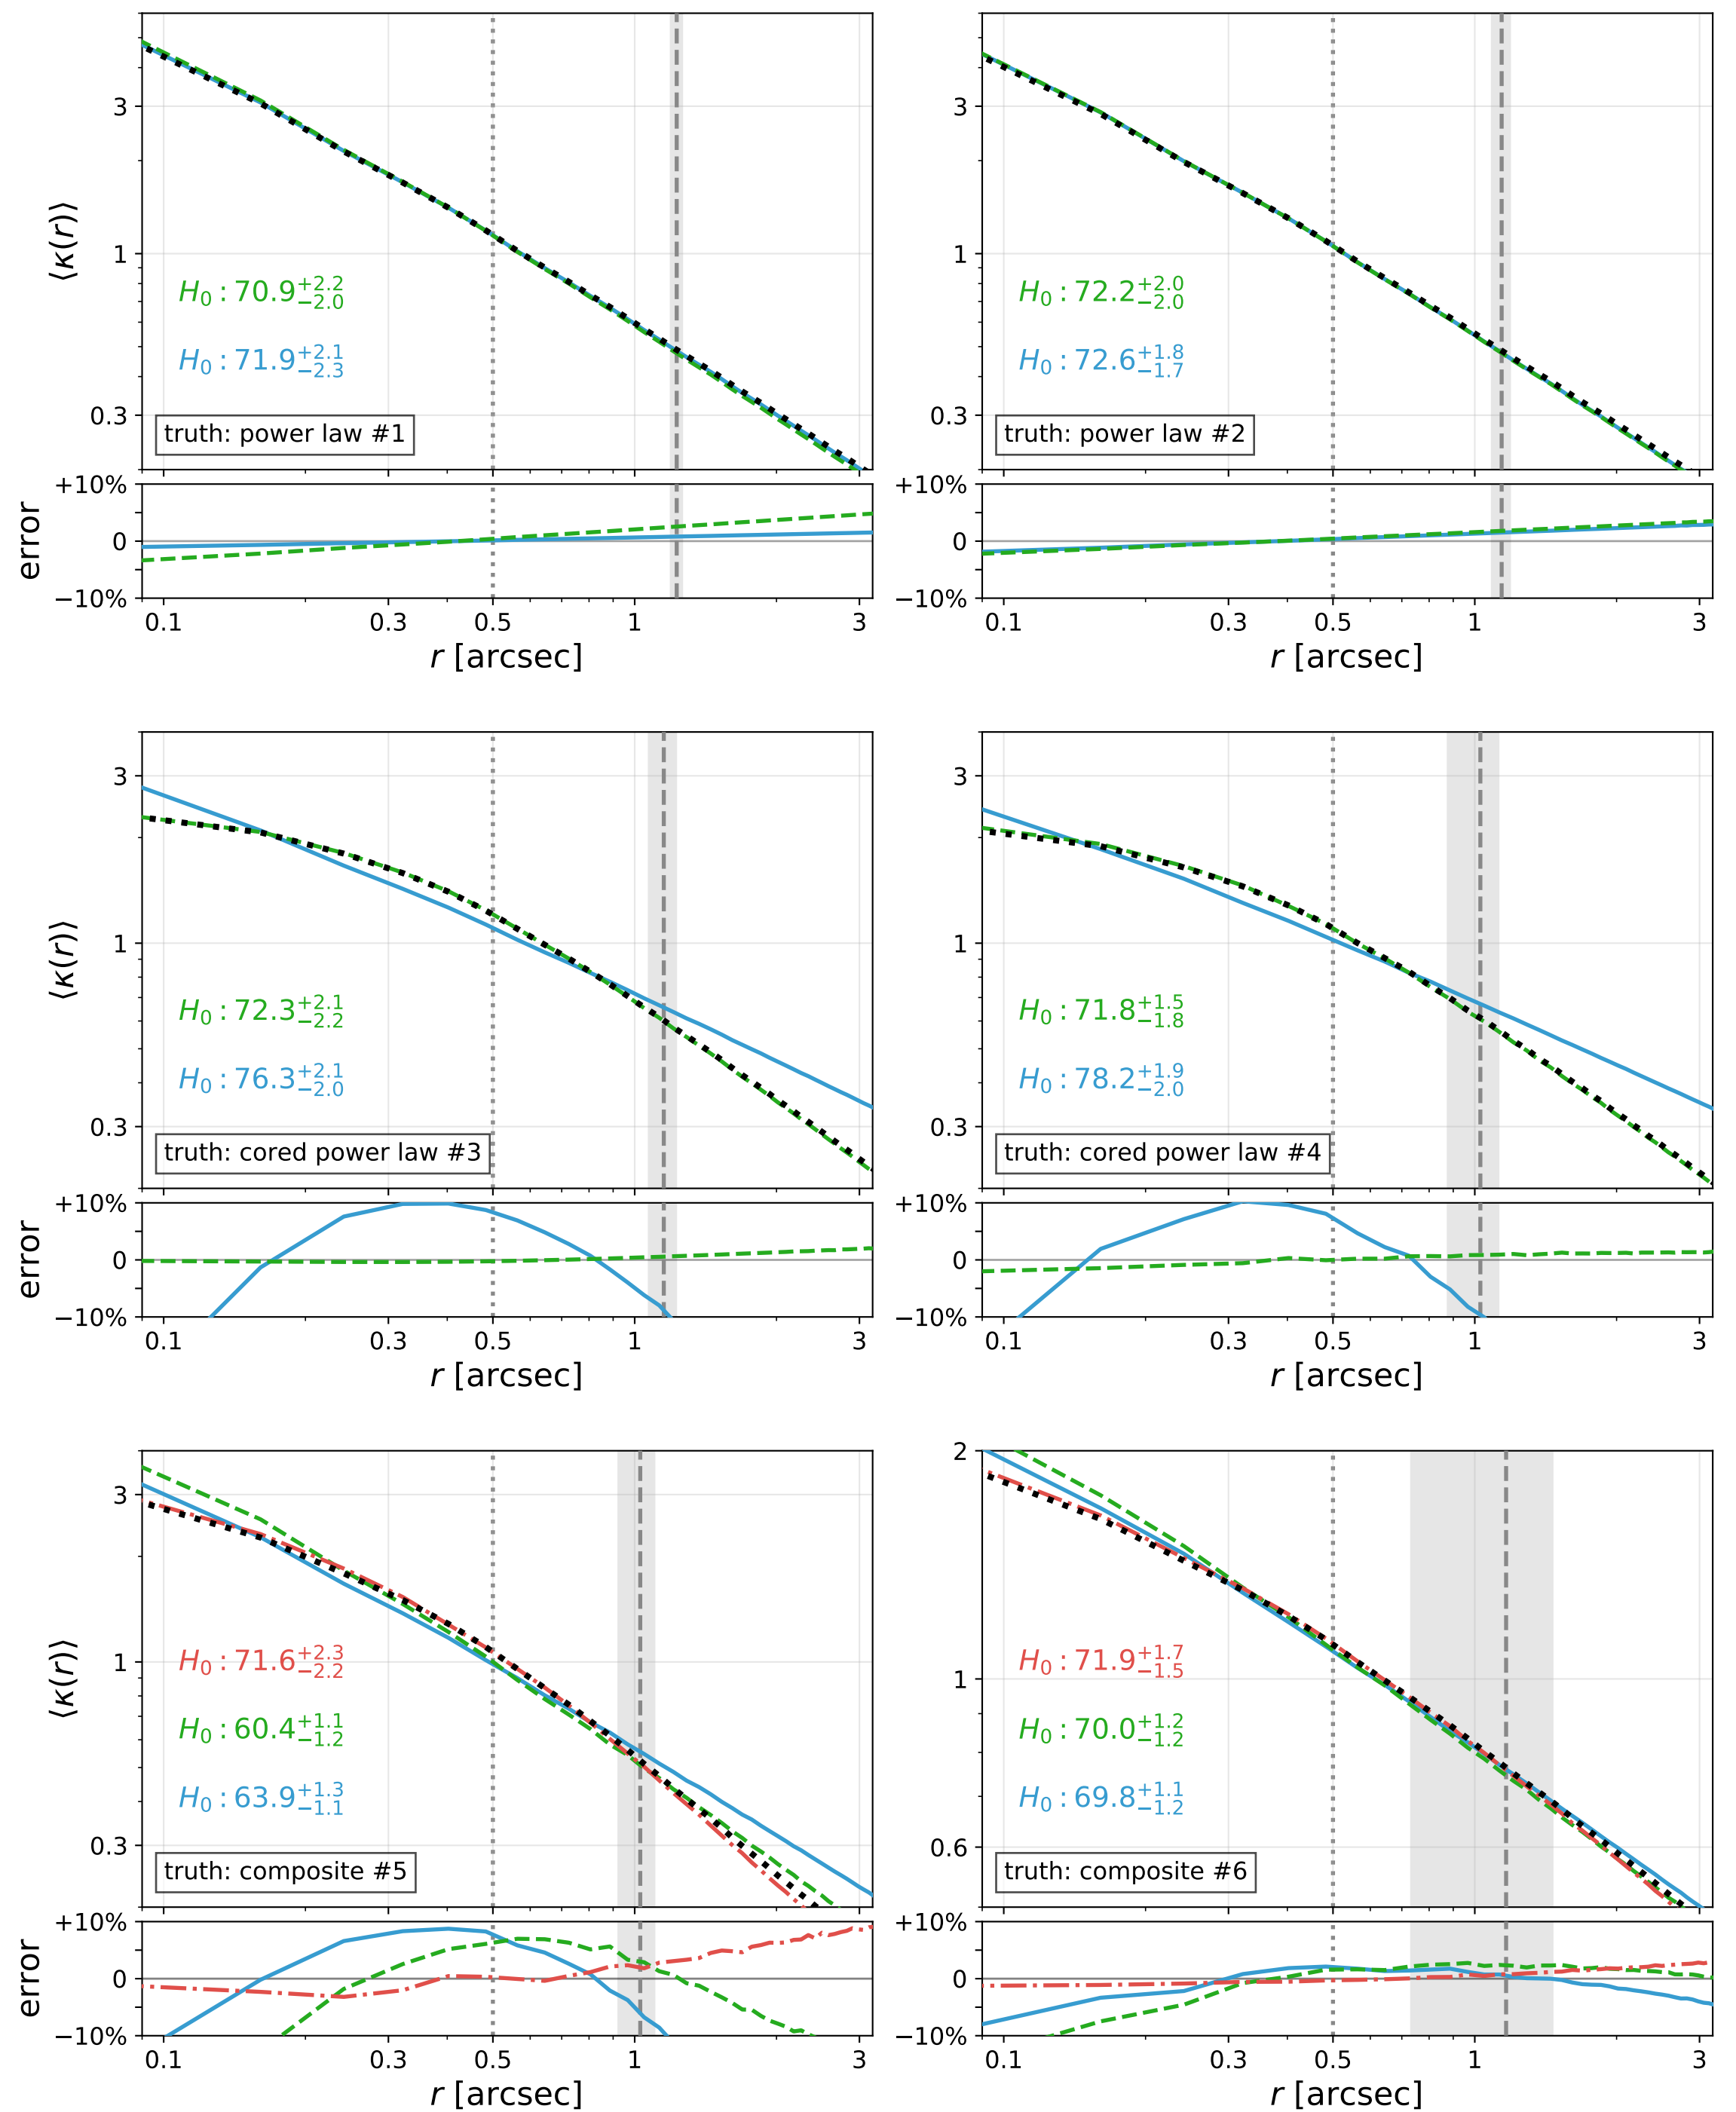 3
1
0.3
⟨κ(r)⟩
H₀ : 70.9 +2.2 −2.0
H₀ : 71.9 +2.1 −2.3
truth: power law #1
+10%
0
−10%
error
0.1 0.3 0.5 1 3
r [arcsec]
3
1
0.3
H₀ : 72.2 +2.0 −2.0
H₀ : 72.6 +1.8 −1.7
truth: power law #2
+10%
0
−10%
0.1 0.3 0.5 1 3
r [arcsec]
3
1
0.3
⟨κ(r)⟩
H₀ : 72.3 +2.1 −2.2
H₀ : 76.3 +2.1 −2.0
truth: cored power law #3
+10%
0
−10%
error
0.1 0.3 0.5 1 3
r [arcsec]
3
1
0.3
H₀ : 71.8 +1.5 −1.8
H₀ : 78.2 +1.9 −2.0
truth: cored power law #4
+10%
0
−10%
0.1 0.3 0.5 1 3
r [arcsec]
3
1
0.3
⟨κ(r)⟩
H₀ : 71.6 +2.3 −2.2
H₀ : 60.4 +1.1 −1.2
H₀ : 63.9 +1.3 −1.1
truth: composite #5
+10%
0
−10%
error
0.1 0.3 0.5 1 3
r [arcsec]
2
1
0.6
H₀ : 71.9 +1.7 −1.5
H₀ : 70.0 +1.2 −1.2
H₀ : 69.8 +1.1 −1.2
truth: composite #6
+10%
0
−10%
0.1 0.3 0.5 1 3
r [arcsec]